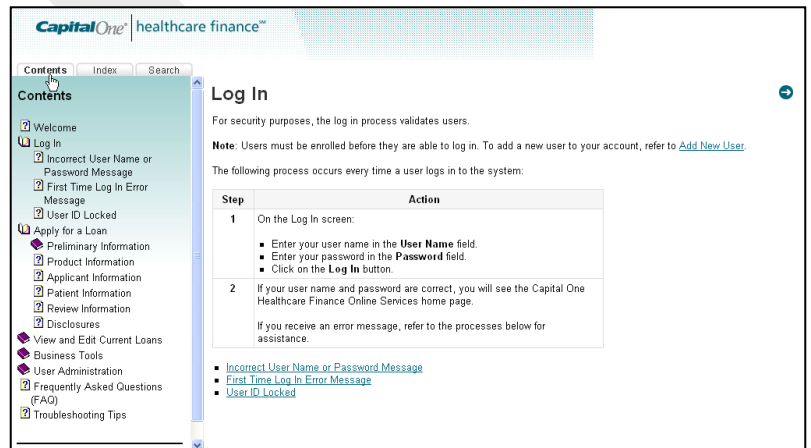 CapitalOne® healthcare finance℠
Contents Index Search
Contents
Welcome
Log In
Incorrect User Name or
Password Message
First Time Log In Error
Message
User ID Locked
Apply for a Loan
Preliminary Information
Product Information
Applicant Information
Patient Information
Review Information
Disclosures
View and Edit Current Loans
Business Tools
User Administration
Frequently Asked Questions
(FAQ)
Troubleshooting Tips
Log In
For security purposes, the log in process validates users.
Note: Users must be enrolled before they are able to log in. To add a new user to your account, refer to Add New User.
The following process occurs every time a user logs in to the system:
Step Action
1 On the Log In screen:
■ Enter your user name in the User Name field.
■ Enter your password in the Password field.
■ Click on the Log In button.
2 If your user name and password are correct, you will see the Capital One
Healthcare Finance Online Services home page.
If you receive an error message, refer to the processes below for
assistance.
■ Incorrect User Name or Password Message
■ First Time Log In Error Message
■ User ID Locked